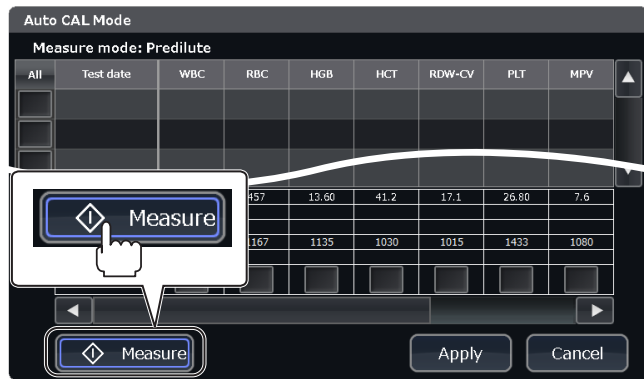 Auto CAL Mode
Measure mode: Predilute
All Test date WBC RBC HGB HCT RDW-CV PLT MPV
457 13.60 41.2 17.1 26.80 7.6
Measure
1167 1135 1030 1015 1433 1080
Measure Apply Cancel